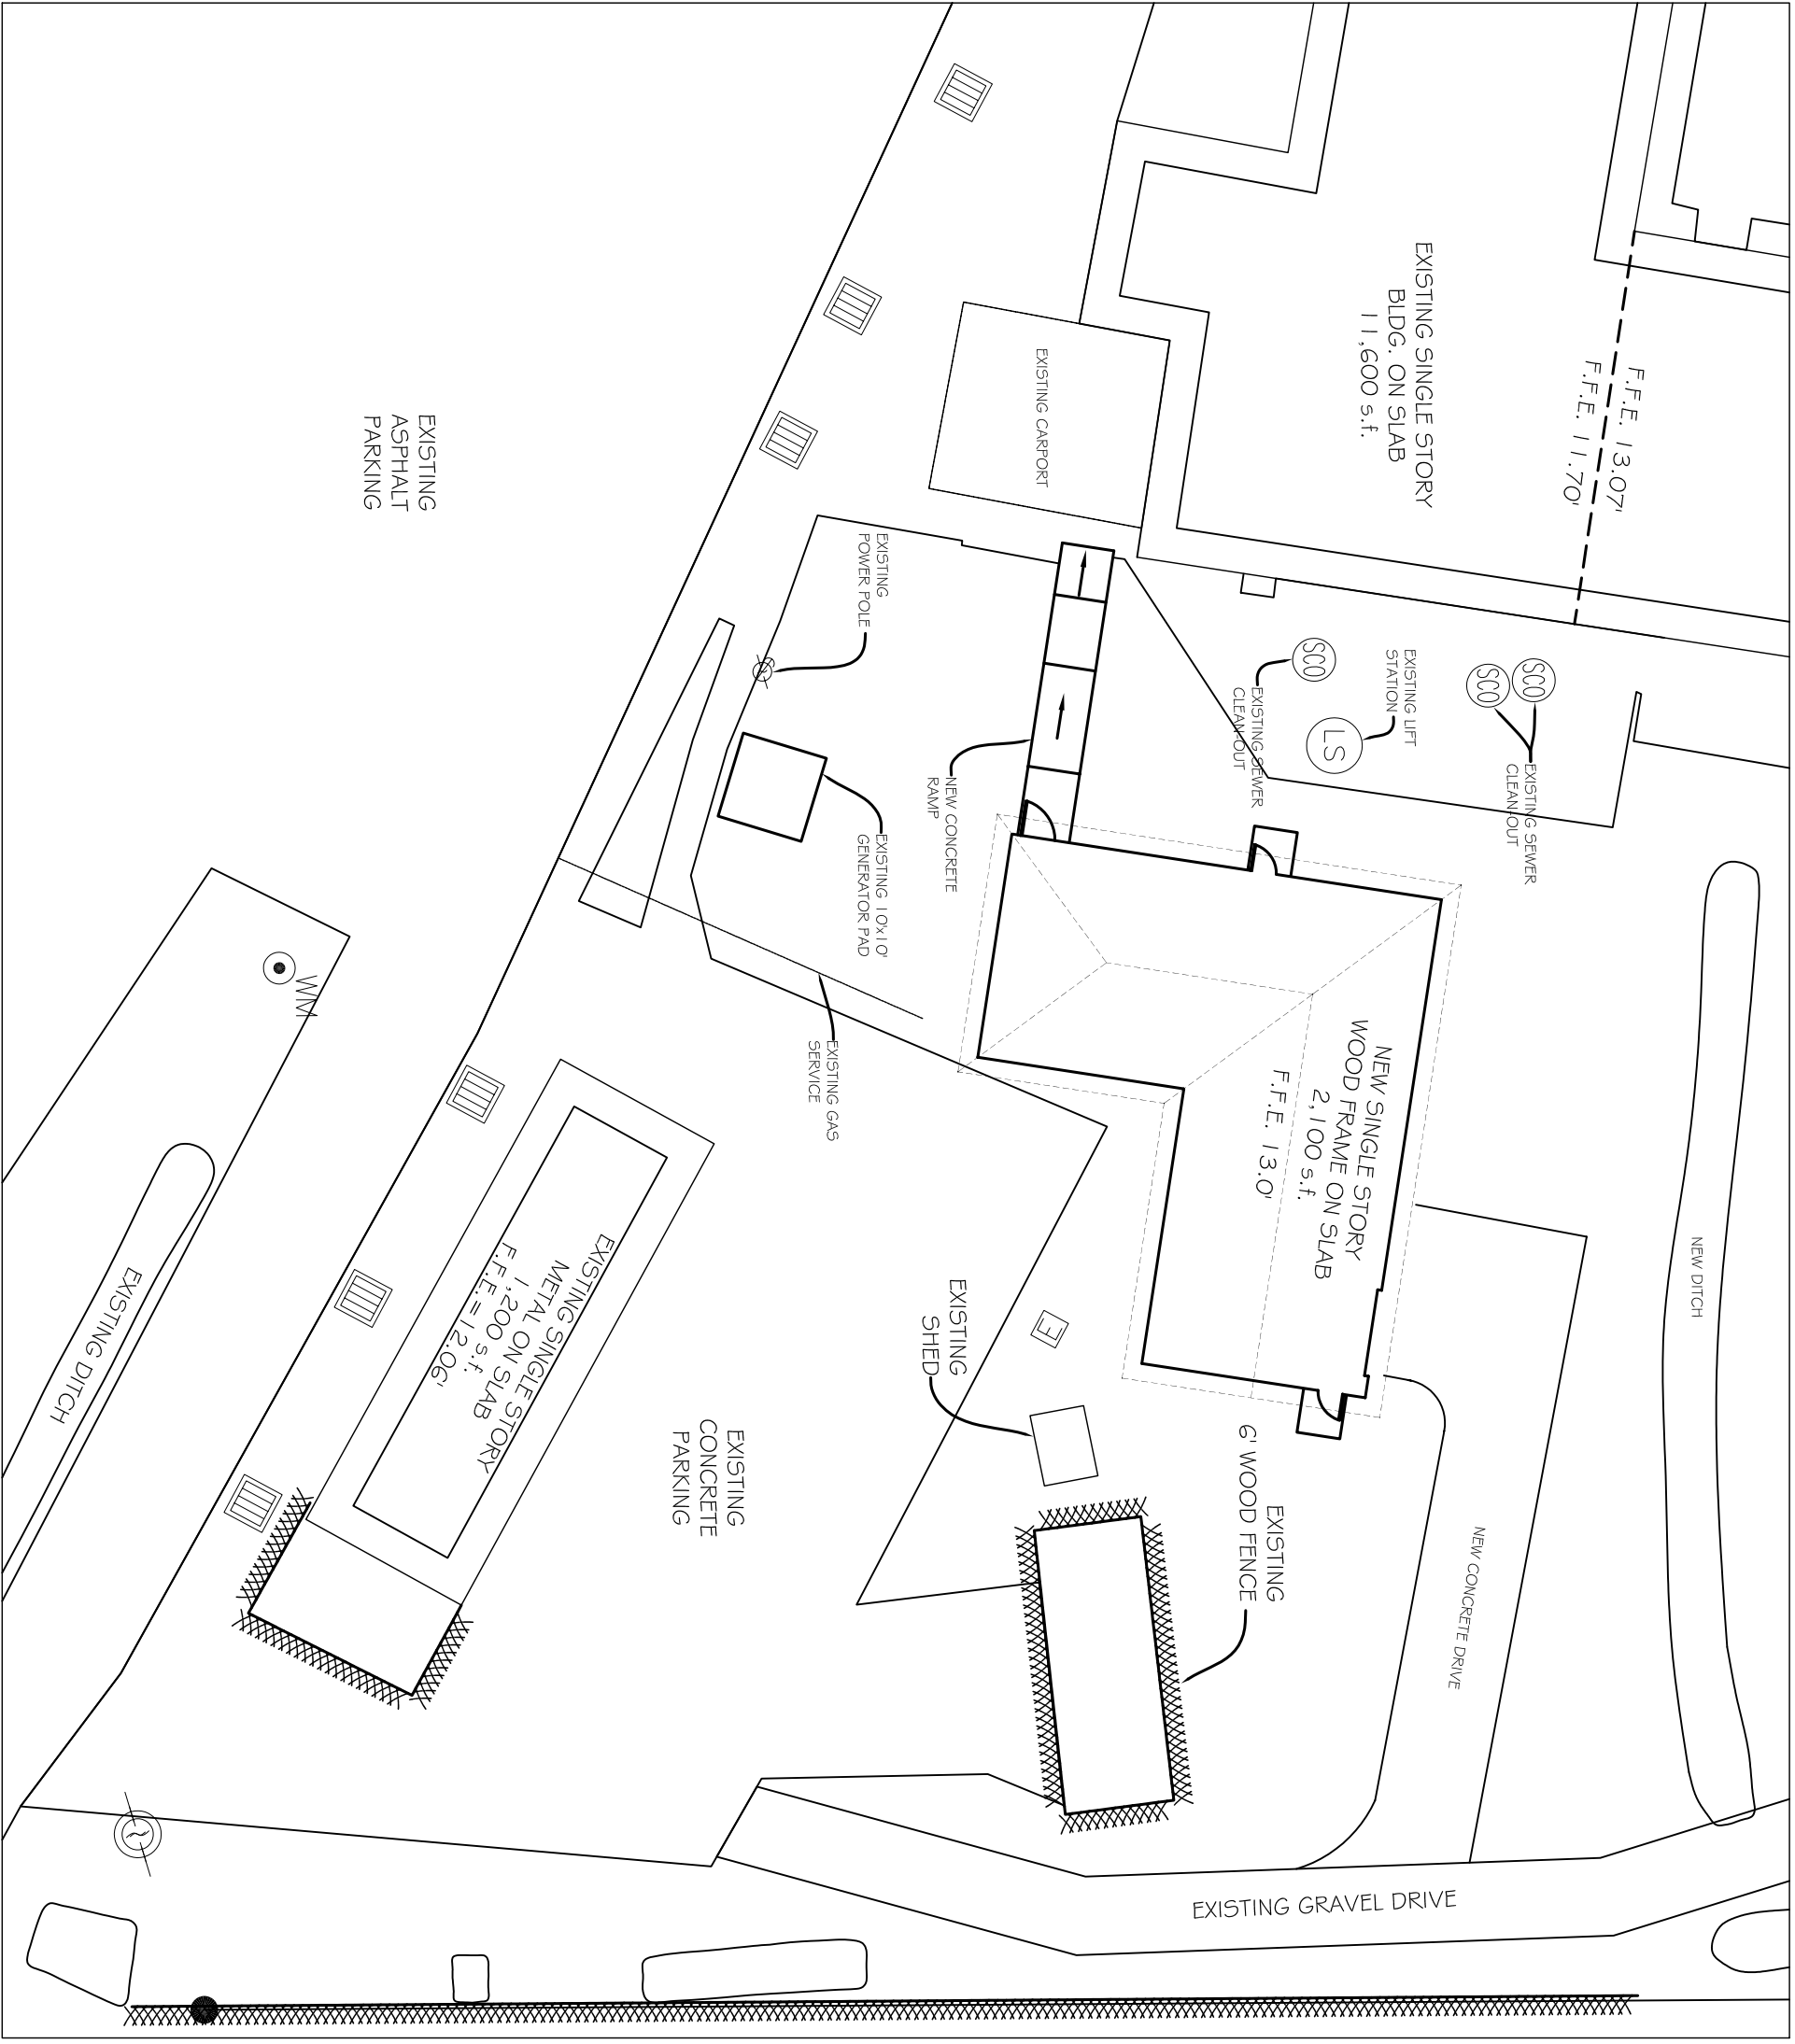 F.F.E. 13.07'
F.F.E. 11.70'
EXISTING SINGLE STORY
BLDG. ON SLAB
11,600 s.f.
EXISTING CARPORT
EXISTING
ASPHALT
PARKING
EXISTING
POWER POLE
SCO
SCO
SCO
EXISTING LIFT
STATION
LS
EXISTING SEWER
CLEAN-OUT
EXISTING SEWER
CLEAN-OUT
NEW CONCRETE
RAMP
EXISTING 10'x10'
GENERATOR PAD
WM
EXISTING GAS
SERVICE
NEW SINGLE STORY
WOOD FRAME ON SLAB
2,100 s.f.
F.F.E. 13.0'
NEW DITCH
EXISTING SINGLE STORY
METAL ON SLAB
1,200 s.f.
F.F.E.=12.06'
EXISTING DITCH
EXISTING
SHED
E
EXISTING
CONCRETE
PARKING
EXISTING
6' WOOD FENCE
NEW CONCRETE DRIVE
EXISTING GRAVEL DRIVE